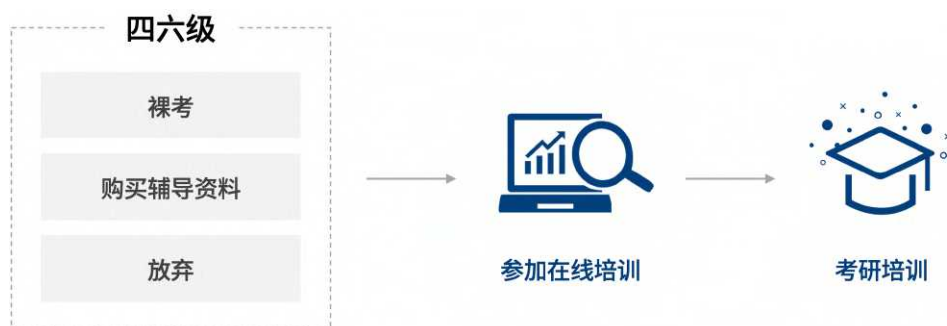 四六级
裸考
购买辅导资料
放弃
参加在线培训
考研培训